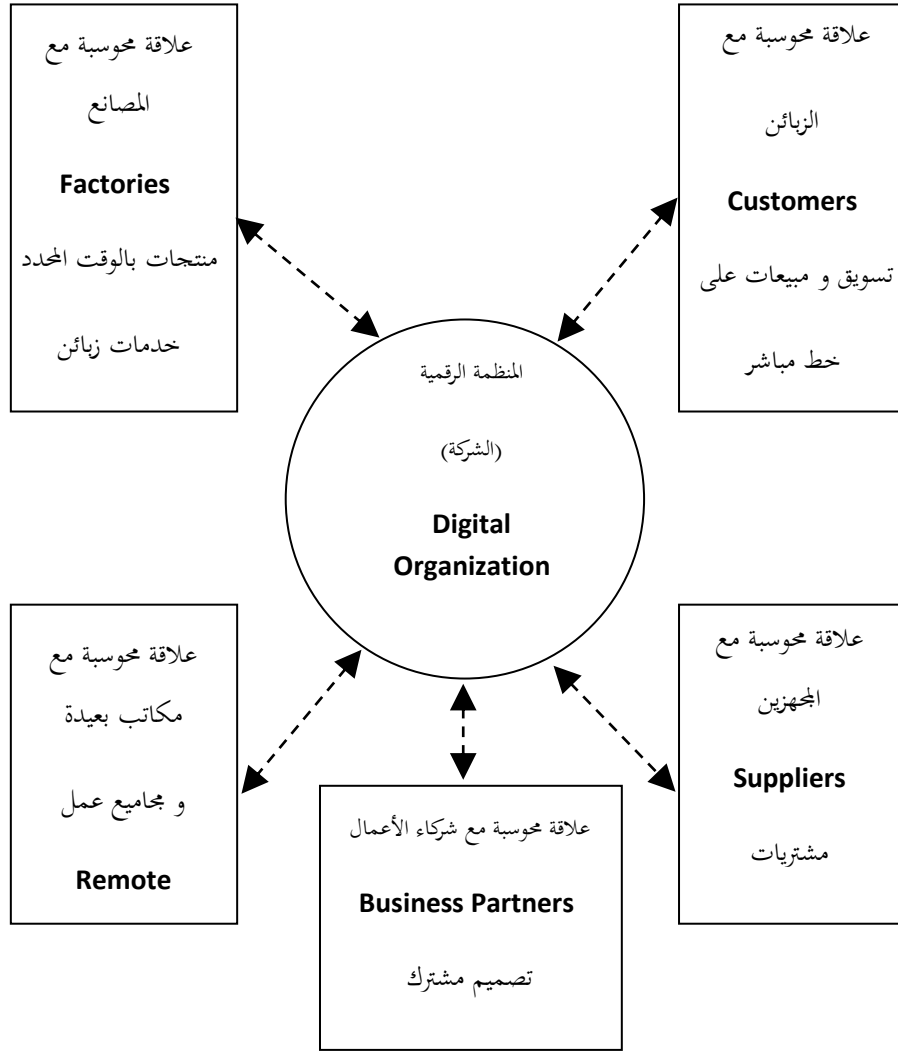 علاقة محوسبة مع
المصانع
Factories
منتجات بالوقت المحدد
خدمات زبائن
علاقة محوسبة مع
الزبائن
Customers
تسويق و مبيعات على
خط مباشر
المنظمة الرقمية
(الشركة)
Digital
Organization
علاقة محوسبة مع
مكاتب بعيدة
و مجاميع عمل
Remote
علاقة محوسبة مع شركاء الأعمال
Business Partners
تصميم مشترك
علاقة محوسبة مع
المجهزين
Suppliers
مشتريات